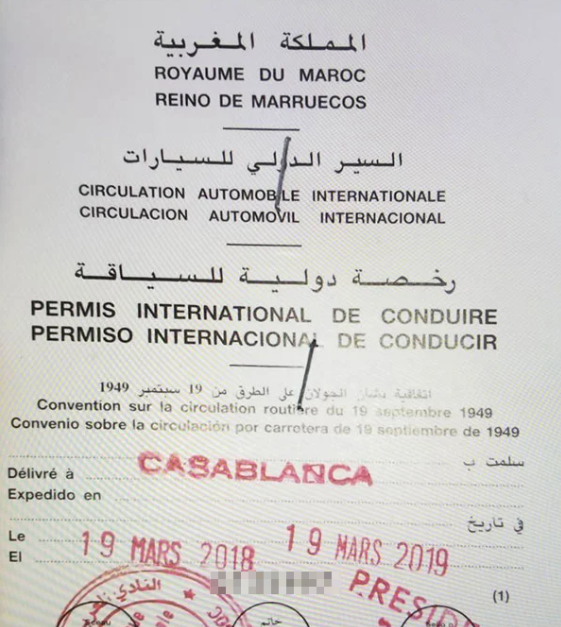 المملكة المغربية
ROYAUME DU MAROC
REINO DE MARRUECOS
السير الدولي للسيارات
CIRCULATION AUTOMOBILE INTERNATIONALE
CIRCULACION AUTOMOVIL INTERNACIONAL
رخصة دولية للسياقة
PERMIS INTERNATIONAL DE CONDUIRE
PERMISO INTERNACIONAL DE CONDUCIR
اتفاقية بشان الجولان على الطرق من 19 سبتمبر 1949
Convention sur la circulation routière du 19 septembre 1949
Convenio sobre la circulación por carretera de 19 septiembre de 1949
سلمت ب
Délivré à CASABLANCA
Expedido en
في تاريخ
Le
El 19 MARS 2018 19 MARS 2019
(1)
النادي
خاتم